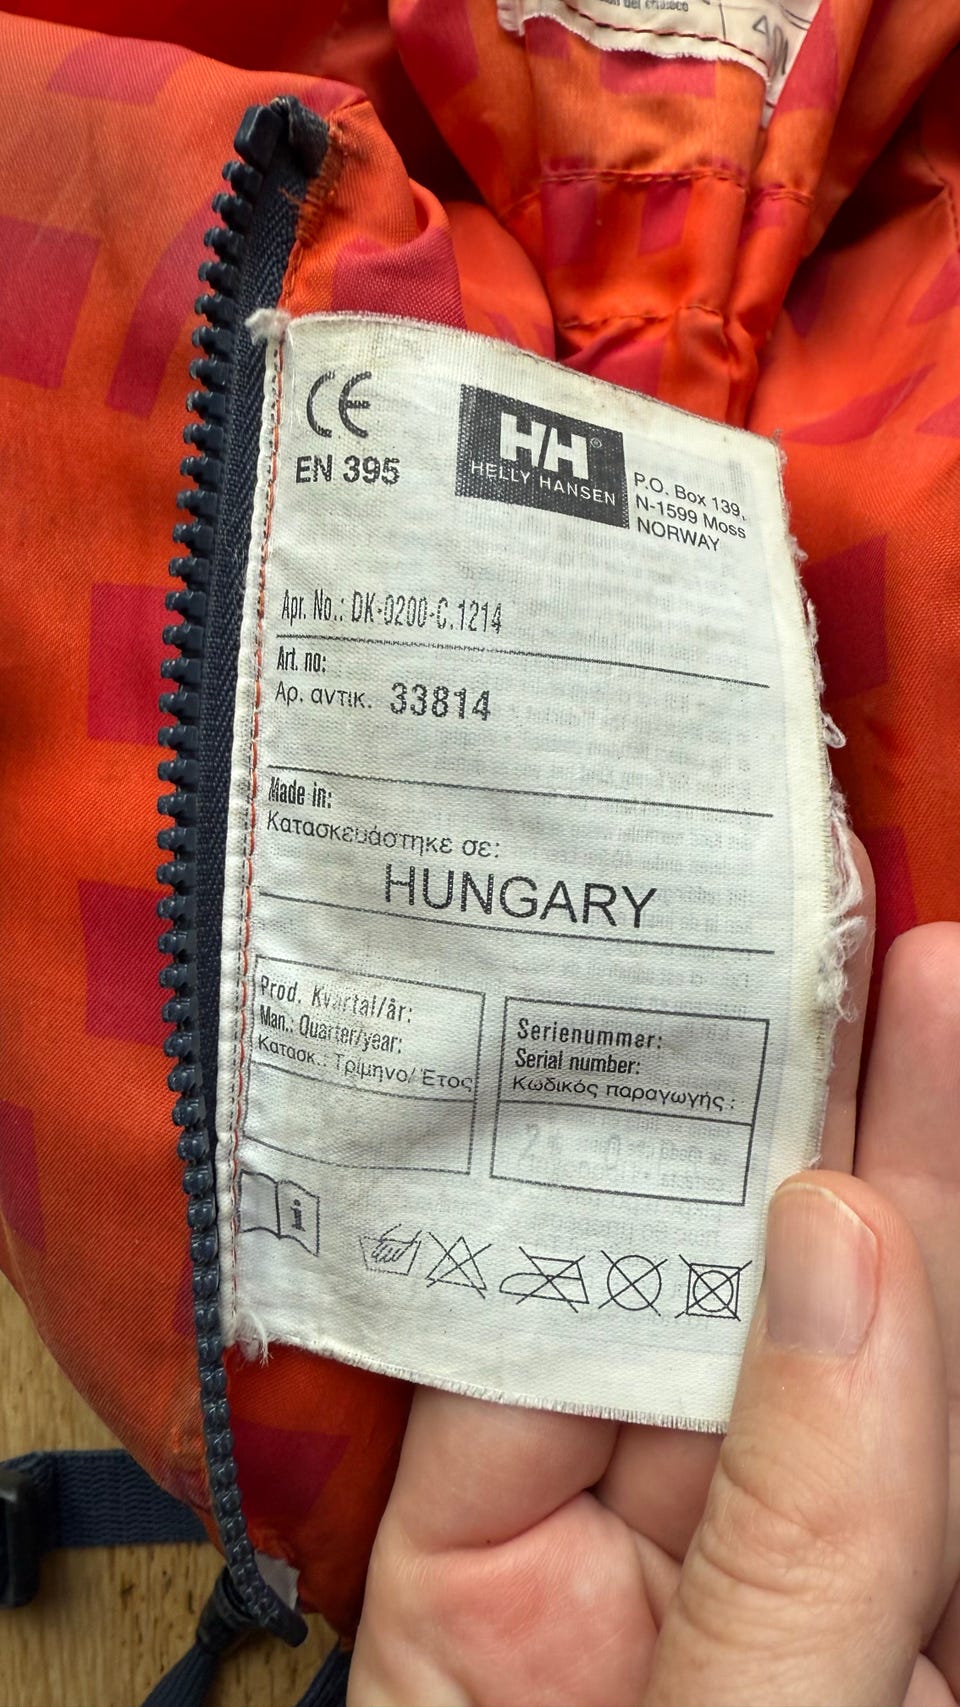 CE
EN 395
HH®
HELLY HANSEN
P.O. Box 139,
N-1599 Moss
NORWAY
Apr. No.: DK-0200-C.1214
Art. no:
Αρ. αντικ. 33814
Made in:
Κατασκευάστηκε σε:
HUNGARY
Prod. Kvartal/år:
Man.: Quarter/year:
Κατασκ.: Τρίμηνο/Έτος
Serienummer:
Serial number:
Κωδικός παραγωγής:
i